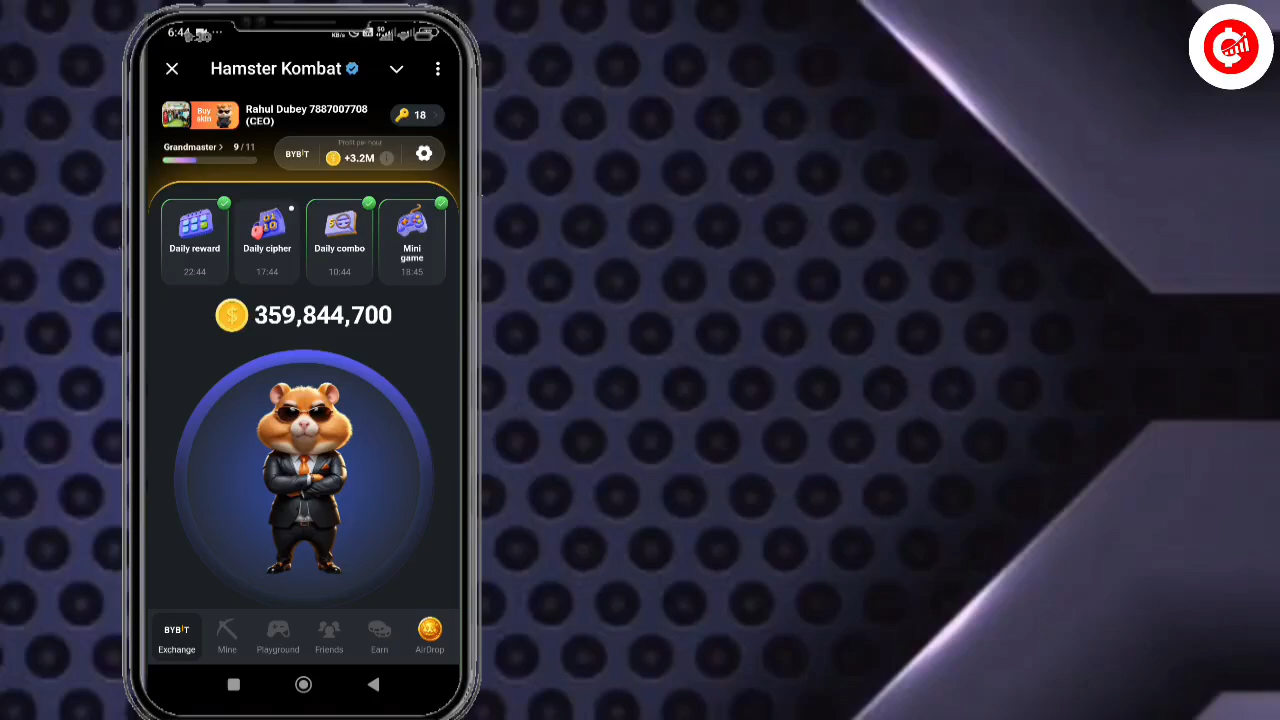 6:44
Hamster Kombat
Buy skin
Rahul Dubey 7887007708 (CEO)
18
Grandmaster > 9 / 11
BYBIT
Profit per hour
+3.2M
Daily reward
22:44
Daily cipher
17:44
Daily combo
10:44
Mini game
18:45
359,844,700
BYBIT
Exchange
Mine
Playground
Friends
Earn
AirDrop